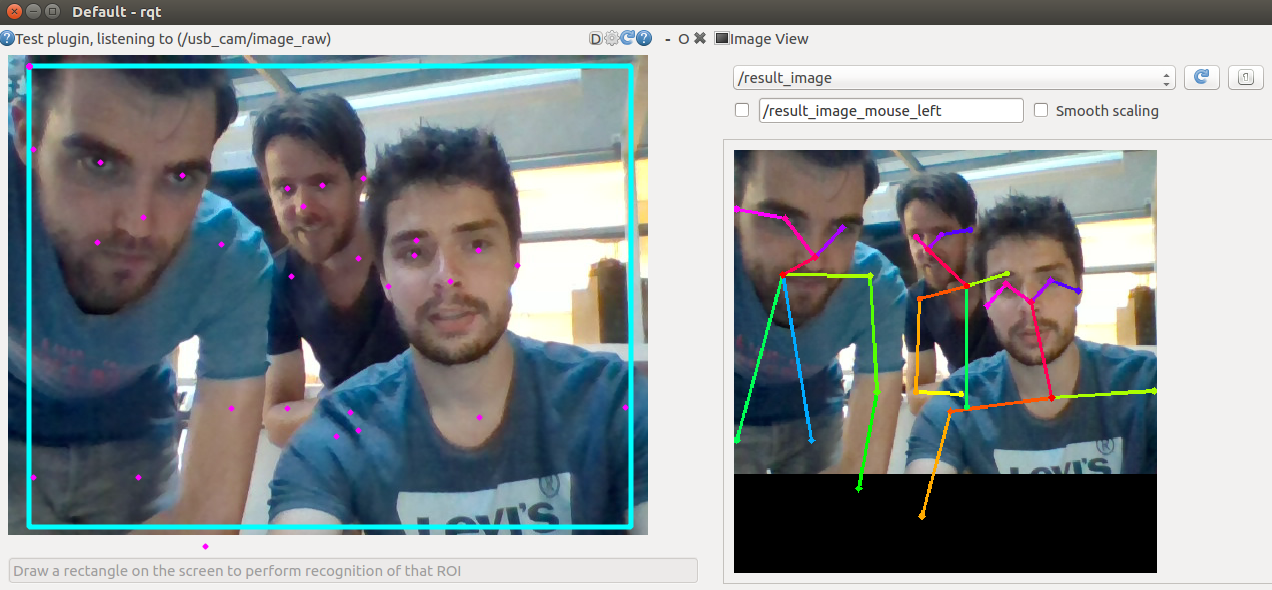 Default - rqt
Test plugin, listening to (/usb_cam/image_raw)
D
- O
Image View
/result_image
/result_image_mouse_left
Smooth scaling
LEVI'S
®
LEVI'S
®
Draw a rectangle on the screen to perform recognition of that ROI